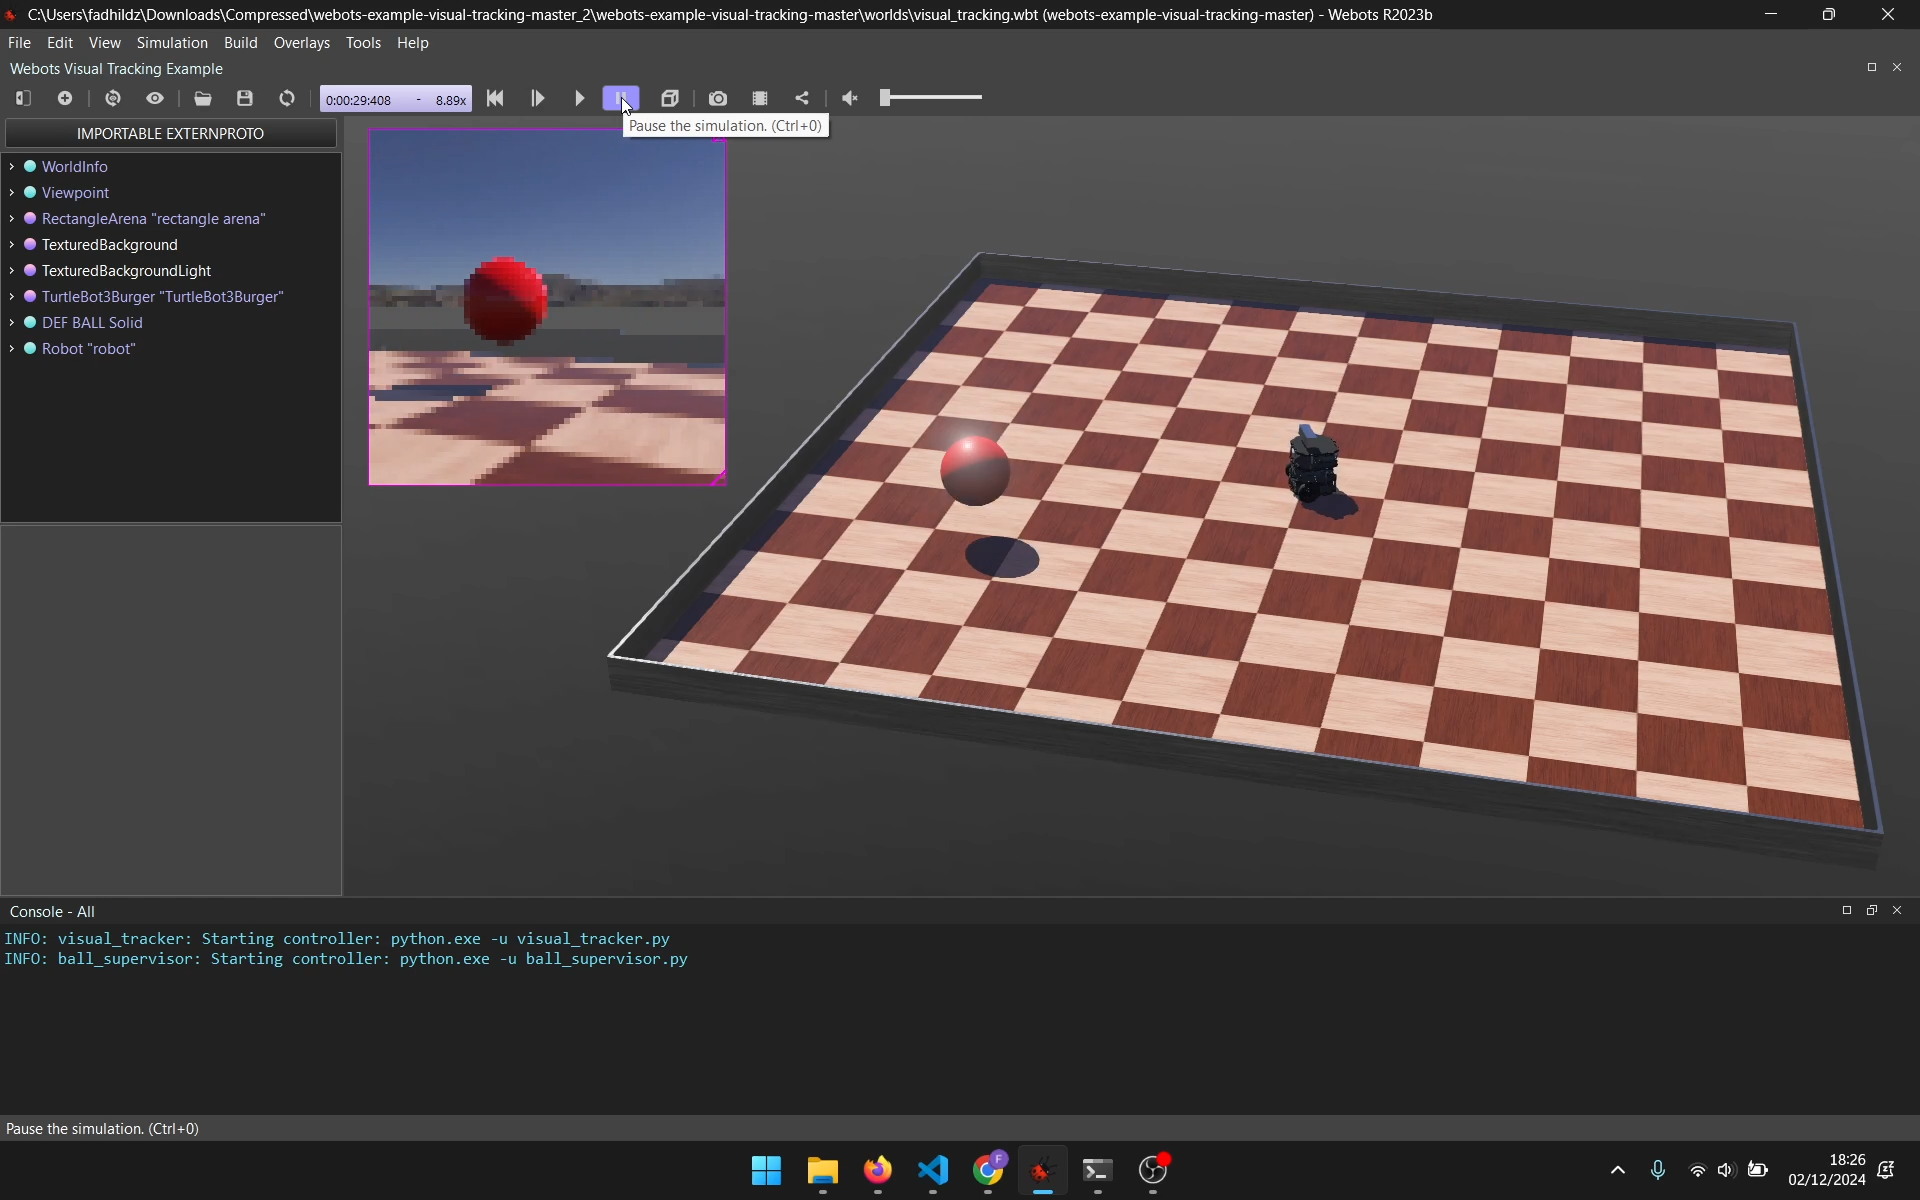 C:\Users\fadhildz\Downloads\Compressed\webots-example-visual-tracking-master_2\webots-example-visual-tracking-master\worlds\visual_tracking.wbt (webots-example-visual-tracking-master) - Webots R2023b
File Edit View Simulation Build Overlays Tools Help
Webots Visual Tracking Example
0:00:29:408 - 8.89x
Pause the simulation. (Ctrl+0)
IMPORTABLE EXTERNPROTO
WorldInfo
Viewpoint
RectangleArena "rectangle arena"
TexturedBackground
TexturedBackgroundLight
TurtleBot3Burger "TurtleBot3Burger"
DEF BALL Solid
Robot "robot"
Console - All
INFO: visual_tracker: Starting controller: python.exe -u visual_tracker.py
INFO: ball_supervisor: Starting controller: python.exe -u ball_supervisor.py
Pause the simulation. (Ctrl+0)
F
18:26
02/12/2024